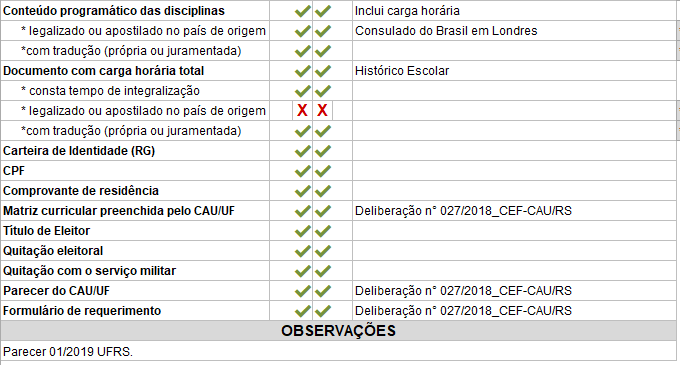 Conteúdo programático das disciplinas Inclui carga horária
* legalizado ou apostilado no país de origem Consulado do Brasil em Londres
*com tradução (própria ou juramentada)
Documento com carga horária total Histórico Escolar
* consta tempo de integralização
* legalizado ou apostilado no país de origem X X
*com tradução (própria ou juramentada)
Carteira de Identidade (RG)
CPF
Comprovante de residência
Matriz curricular preenchida pelo CAU/UF Deliberação n° 027/2018_CEF-CAU/RS
Título de Eleitor
Quitação eleitoral
Quitação com o serviço militar
Parecer do CAU/UF Deliberação n° 027/2018_CEF-CAU/RS
Formulário de requerimento Deliberação n° 027/2018_CEF-CAU/RS
OBSERVAÇÕES
Parecer 01/2019 UFRS.